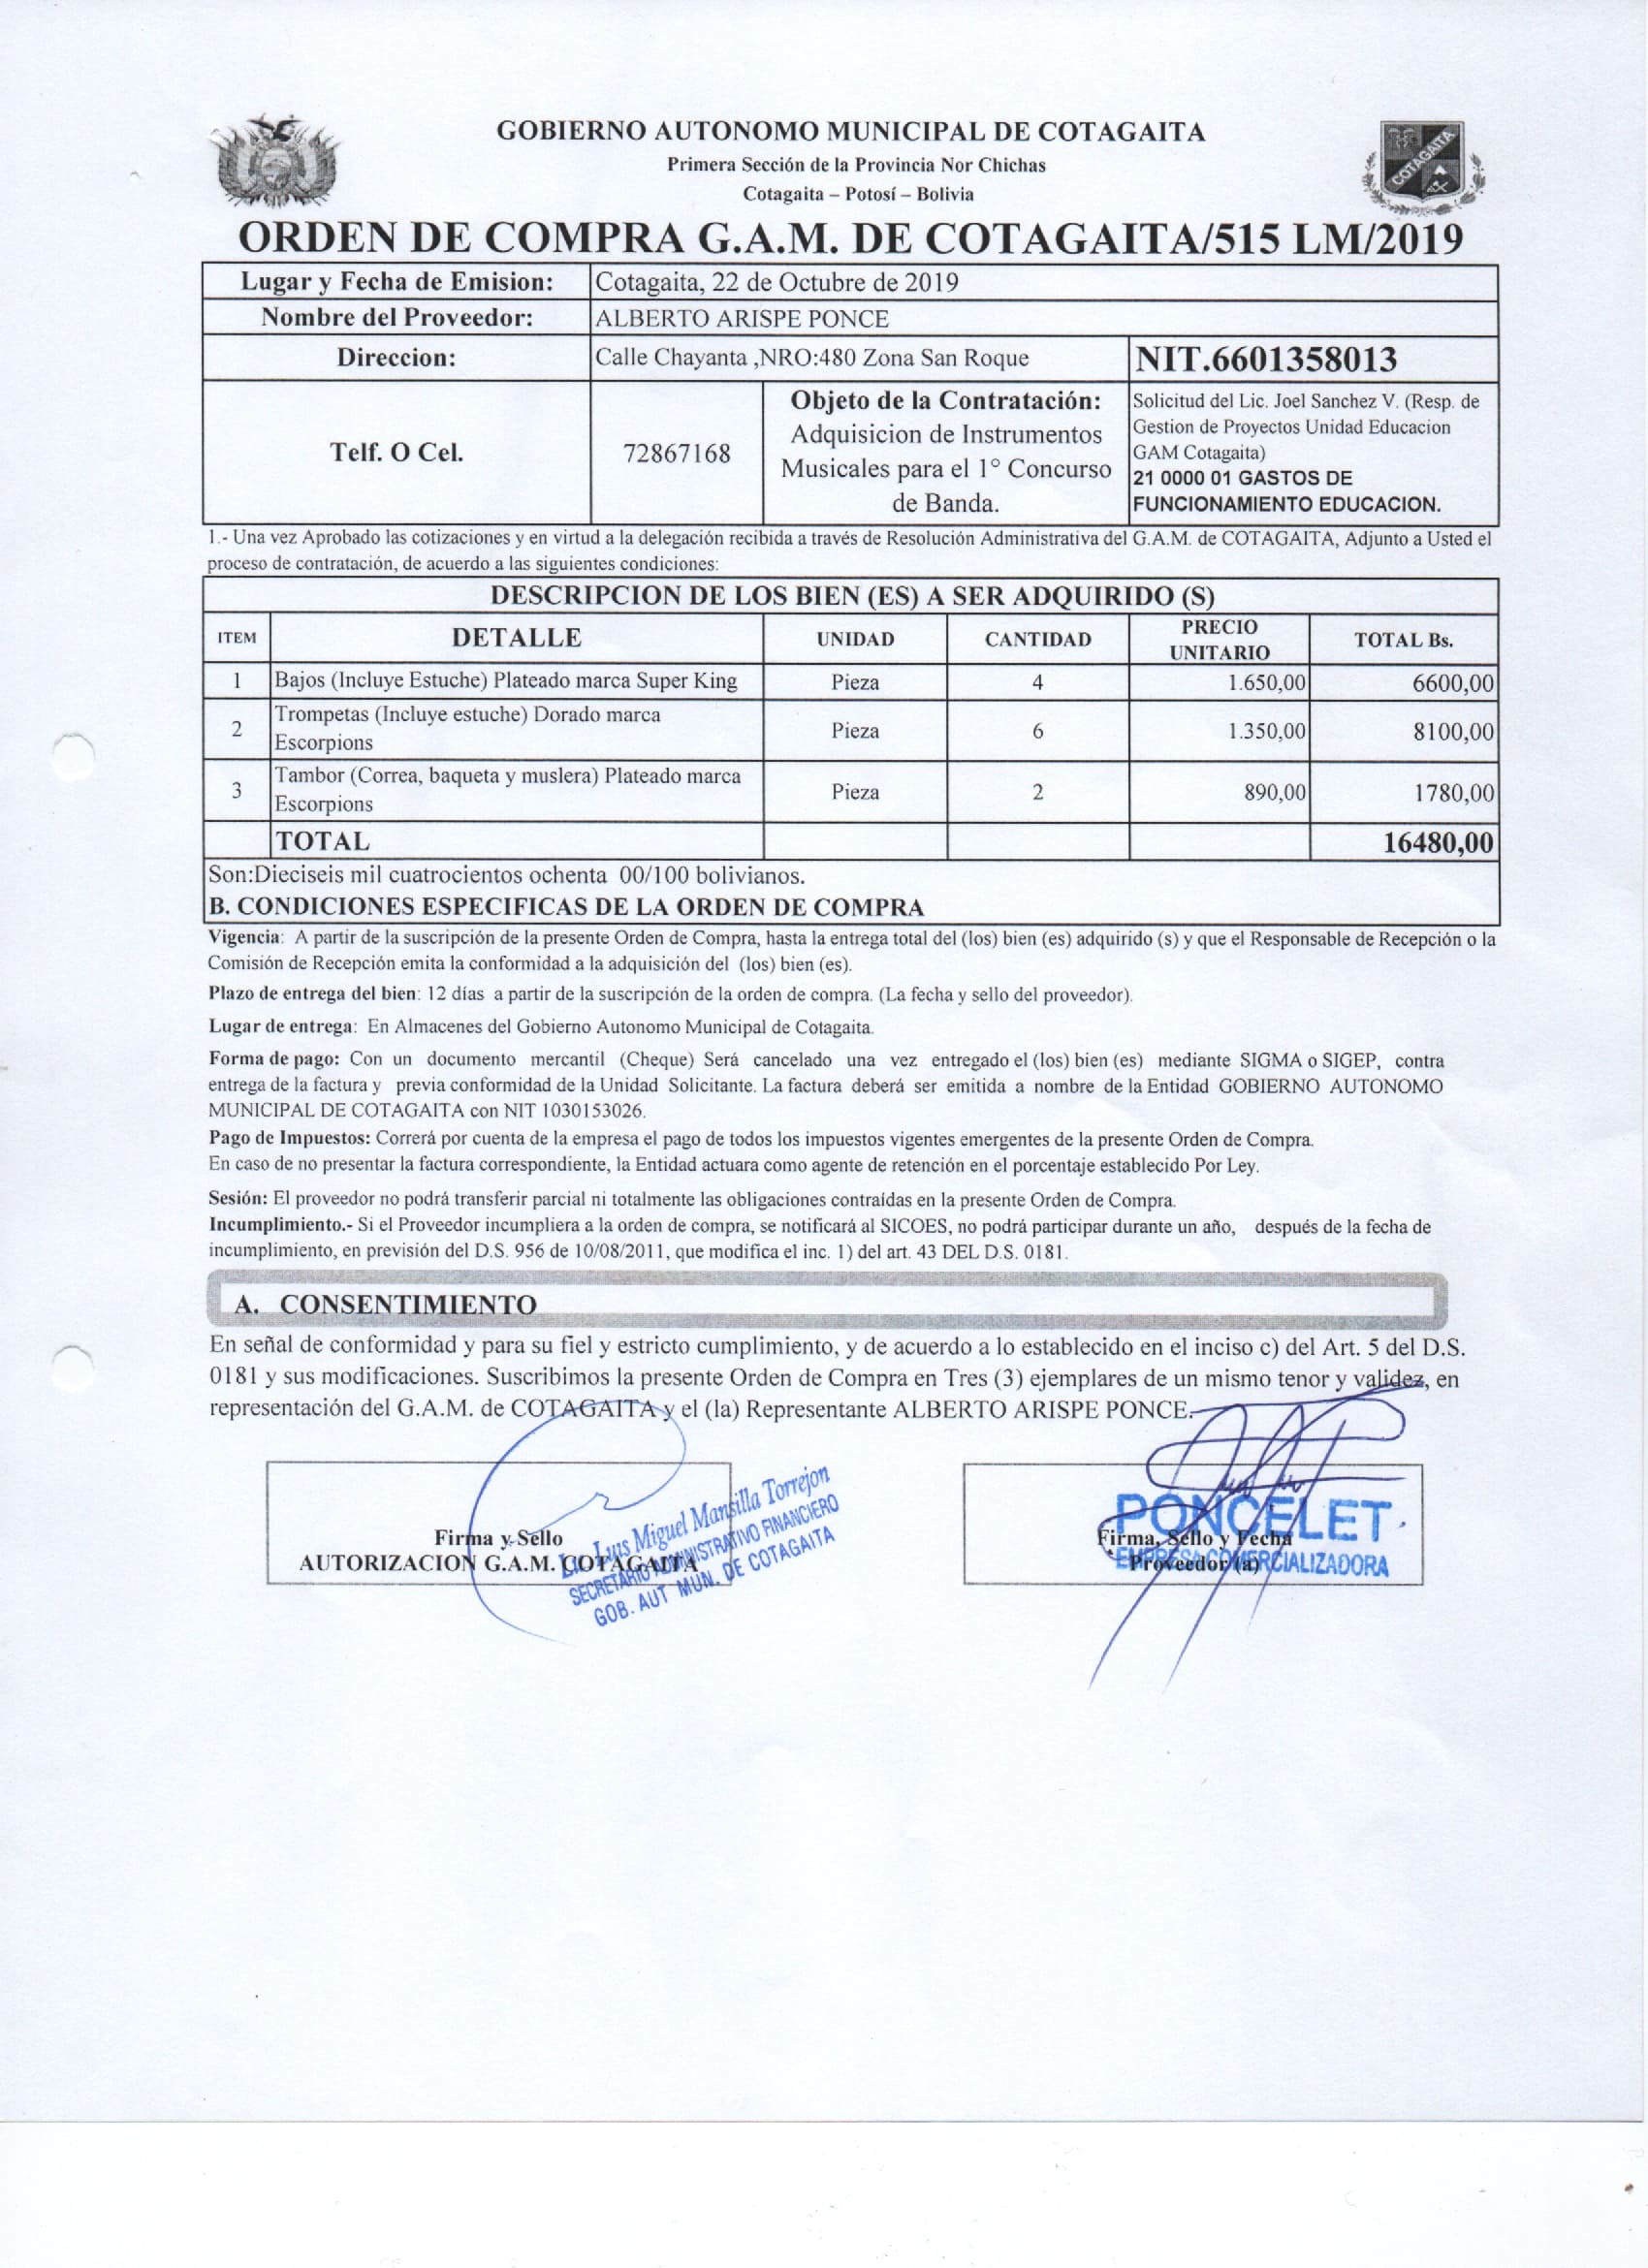 GOBIERNO AUTONOMO MUNICIPAL DE COTAGAITA
Primera Sección de la Provincia Nor Chichas
Cotagaita – Potosí – Bolivia
COTAGAITA
ORDEN DE COMPRA G.A.M. DE COTAGAITA/515 LM/2019
Lugar y Fecha de Emision: Cotagaita, 22 de Octubre de 2019
Nombre del Proveedor: ALBERTO ARISPE PONCE
Direccion: Calle Chayanta ,NRO:480 Zona San Roque NIT.6601358013
Telf. O Cel. 72867168
Objeto de la Contratación:
Adquisicion de Instrumentos
Musicales para el 1° Concurso
de Banda.
Solicitud del Lic. Joel Sanchez V. (Resp. de
Gestion de Proyectos Unidad Educacion
GAM Cotagaita)
21 0000 01 GASTOS DE
FUNCIONAMIENTO EDUCACION.
1.- Una vez Aprobado las cotizaciones y en virtud a la delegación recibida a través de Resolución Administrativa del G.A.M. de COTAGAITA, Adjunto a Usted el
proceso de contratación, de acuerdo a las siguientes condiciones:
DESCRIPCION DE LOS BIEN (ES) A SER ADQUIRIDO (S)
ITEM DETALLE UNIDAD CANTIDAD PRECIO UNITARIO TOTAL Bs.
1 Bajos (Incluye Estuche) Plateado marca Super King Pieza 4 1.650,00 6600,00
2 Trompetas (Incluye estuche) Dorado marca Escorpions Pieza 6 1.350,00 8100,00
3 Tambor (Correa, baqueta y muslera) Plateado marca Escorpions Pieza 2 890,00 1780,00
TOTAL 16480,00
Son:Dieciseis mil cuatrocientos ochenta 00/100 bolivianos.
B. CONDICIONES ESPECIFICAS DE LA ORDEN DE COMPRA
Vigencia: A partir de la suscripción de la presente Orden de Compra, hasta la entrega total del (los) bien (es) adquirido (s) y que el Responsable de Recepción o la
Comisión de Recepción emita la conformidad a la adquisición del (los) bien (es).
Plazo de entrega del bien: 12 días a partir de la suscripción de la orden de compra. (La fecha y sello del proveedor).
Lugar de entrega: En Almacenes del Gobierno Autonomo Municipal de Cotagaita.
Forma de pago: Con un documento mercantil (Cheque) Será cancelado una vez entregado el (los) bien (es) mediante SIGMA o SIGEP, contra
entrega de la factura y previa conformidad de la Unidad Solicitante. La factura deberá ser emitida a nombre de la Entidad GOBIERNO AUTONOMO
MUNICIPAL DE COTAGAITA con NIT 1030153026.
Pago de Impuestos: Correrá por cuenta de la empresa el pago de todos los impuestos vigentes emergentes de la presente Orden de Compra.
En caso de no presentar la factura correspondiente, la Entidad actuara como agente de retención en el porcentaje establecido Por Ley.
Sesión: El proveedor no podrá transferir parcial ni totalmente las obligaciones contraídas en la presente Orden de Compra.
Incumplimiento.- Si el Proveedor incumpliera a la orden de compra, se notificará al SICOES, no podrá participar durante un año, después de la fecha de
incumplimiento, en previsión del D.S. 956 de 10/08/2011, que modifica el inc. 1) del art. 43 DEL D.S. 0181.
A. CONSENTIMIENTO
En señal de conformidad y para su fiel y estricto cumplimiento, y de acuerdo a lo establecido en el inciso c) del Art. 5 del D.S.
0181 y sus modificaciones. Suscribimos la presente Orden de Compra en Tres (3) ejemplares de un mismo tenor y validez, en
representación del G.A.M. de COTAGAITA y el (la) Representante ALBERTO ARISPE PONCE.
Firma y Sello
AUTORIZACION G.A.M. COTAGAITA
Lic. Luis Miguel Mansilla Torrejon
SECRETARIO ADMINISTRATIVO FINANCIERO
GOB. AUT MUN. DE COTAGAITA
PONCELET
EMPRESA COMERCIALIZADORA
Firma, Sello y Fecha
Proveedor (a)